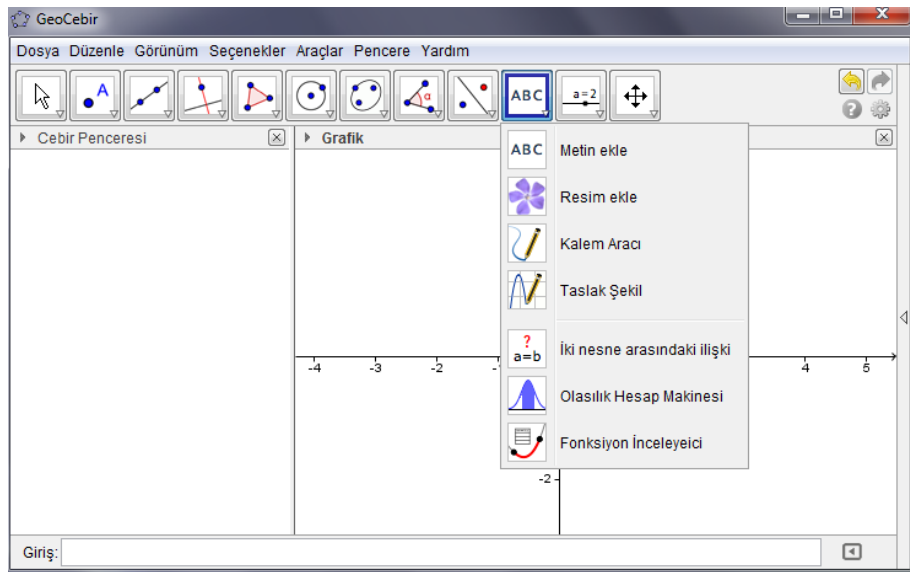 GeoCebir
Dosya Düzenle Görünüm Seçenekler Araçlar Pencere Yardım
A α ABC a=2
Cebir Penceresi
Grafik
ABC Metin ekle
Resim ekle
Kalem Aracı
Taslak Şekil
? a=b İki nesne arasındaki ilişki
Olasılık Hesap Makinesi
Fonksiyon İnceleyeici
-4 -3 -2 4 5
-2
Giriş: